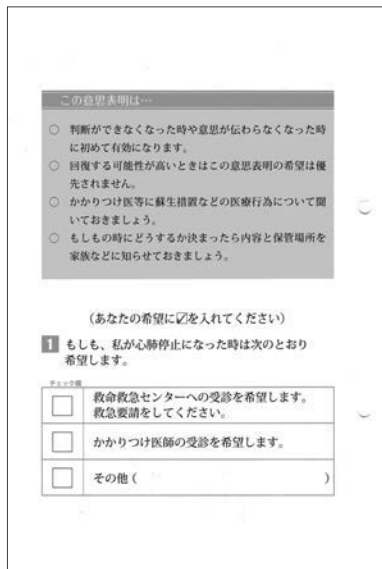 この意思表明は…
○ 判断ができなくなった時や意思が伝わらなくなった時
に初めて有効になります。
○ 回復する可能性が高いときはこの意思表明の希望は優
先されません。
○ かかりつけ医等に蘇生措置などの医療行為について聞
いておきましょう。
○ もしもの時にどうするか決まったら内容と保管場所を
家族などに知らせておきましょう。
(あなたの希望に☑を入れてください)
1 もしも、私が心肺停止になった時は次のとおり
希望します。
チェック欄
救命救急センターへの受診を希望します。
救急要請をしてください。
かかりつけ医師の受診を希望します。
その他 ( )